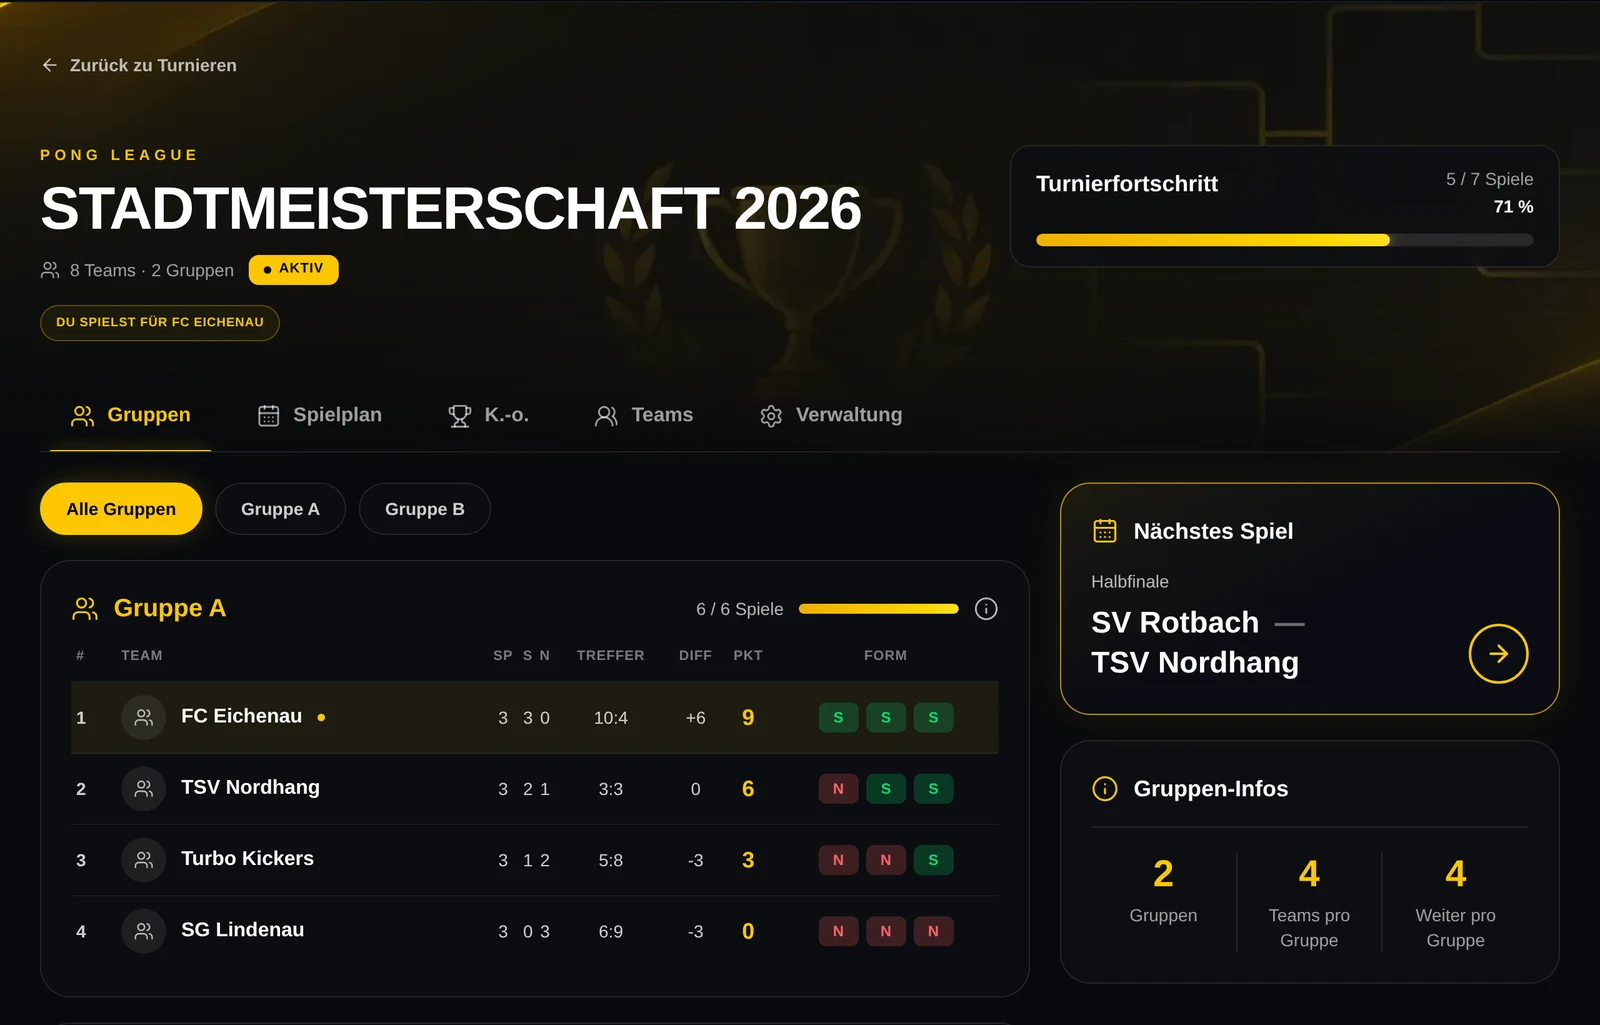 Zurück zu Turnieren
PONG LEAGUE
STADTMEISTERSCHAFT 2026
8 Teams · 2 Gruppen
AKTIV
DU SPIELST FÜR FC EICHENAU
Turnierfortschritt
5 / 7 Spiele
71 %
Gruppen
Spielplan
K.-o.
Teams
Verwaltung
Alle Gruppen
Gruppe A
Gruppe B
Gruppe A
6 / 6 Spiele
# TEAM SP S N TREFFER DIFF PKT FORM
1 FC Eichenau 3 3 0 10:4 +6 9 S S S
2 TSV Nordhang 3 2 1 3:3 0 6 N S S
3 Turbo Kickers 3 1 2 5:8 -3 3 N N S
4 SG Lindenau 3 0 3 6:9 -3 0 N N N
Nächstes Spiel
Halbfinale
SV Rotbach —
TSV Nordhang
Gruppen-Infos
2
Gruppen
4
Teams pro
Gruppe
4
Weiter pro
Gruppe